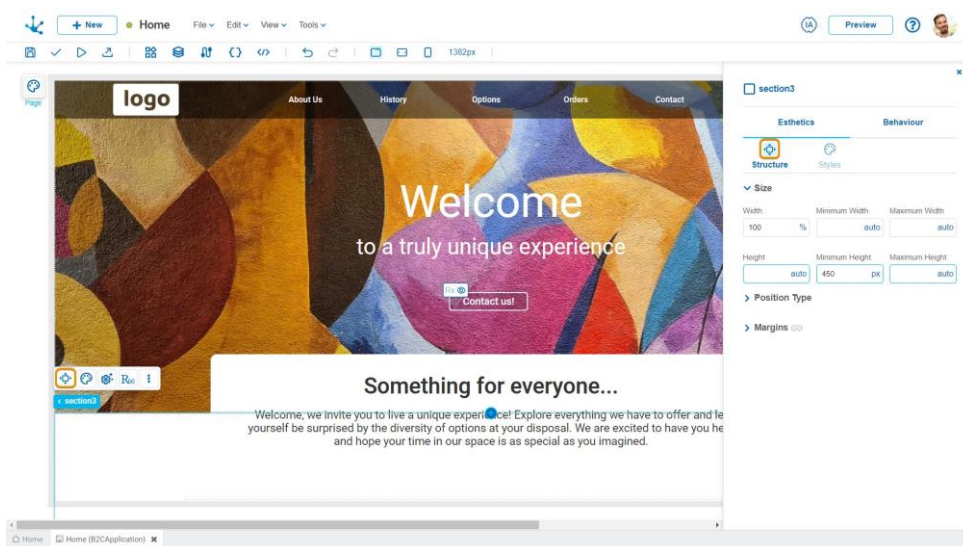 + New
Home
File
Edit
View
Tools
IA
Preview
?
1382px
Page
logo
About Us
History
Options
Orders
Contact
Welcome
to a truly unique experience
Rx
Contact us!
section3
Something for everyone...
Welcome, we invite you to live a unique experience! Explore everything we have to offer and le
yourself be surprised by the diversity of options at your disposal. We are excited to have you he
and hope your time in our space is as special as you imagined.
section3
Esthetics
Behaviour
Structure
Styles
Size
Width
Minimum Width
Maximum Width
100 %
auto
auto
Height
Minimum Height
Maximum Height
auto
450 px
auto
Position Type
Margins
Home
Home (B2CApplication)